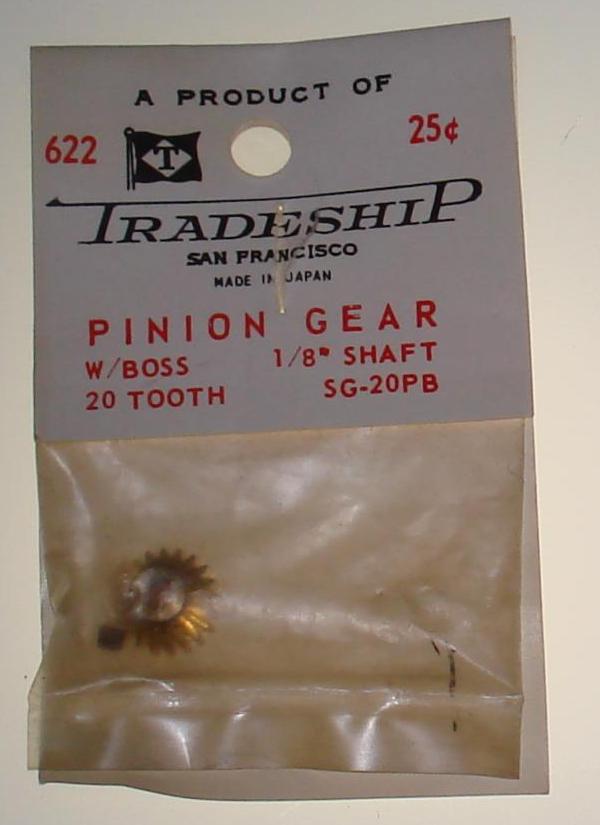 A PRODUCT OF
622 T 25¢
TRADESHIP
SAN FRANCISCO
MADE IN JAPAN
PINION GEAR
W/BOSS 1/8" SHAFT
20 TOOTH SG-20PB